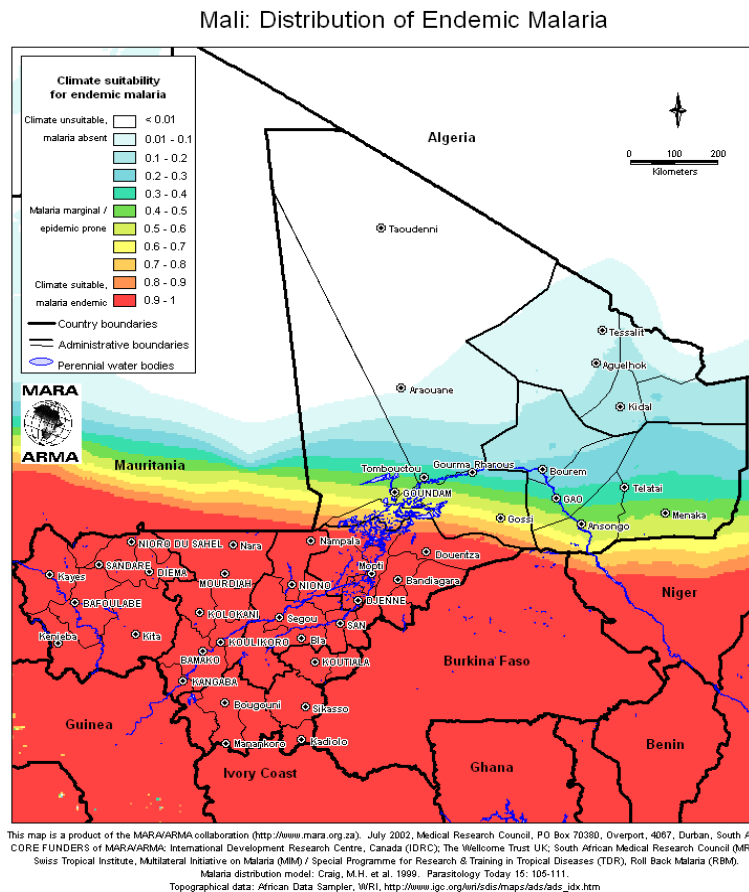 Mali: Distribution of Endemic Malaria
Climate suitability
for endemic malaria
Climate unsuitable,
malaria absent
Malaria marginal /
epidemic prone
Climate suitable,
malaria endemic
< 0.01
0.01 - 0.1
0.1 - 0.2
0.2 - 0.3
0.3 - 0.4
0.4 - 0.5
0.5 - 0.6
0.6 - 0.7
0.7 - 0.8
0.8 - 0.9
0.9 - 1
Country boundaries
Administrative boundaries
Perennial water bodies
MARA
ARMA
Algeria
0 100 200
Kilometers
Taoudenni
Tessalit
Aguelhok
Araouane
Kidal
Mauritania
Tombouctou
Gourma Rharous
Bourem
GOUNDAM
GAO
Telatai
Gossi
Ansongo
Menaka
NIORO DU SAHEL
Nara
Nampala
Douentza
SANDARE
DIEMA
Kayes
MOURDIAH
NIONO
Mopti
Bandiagara
BAFOULABE
DJENNE
Niger
KOLOKANI
Segou
SAN
Kenieba
Kita
KOULIKORO
Bla
BAMAKO
KOUTIALA
Burkina Faso
KANGABA
Bougouni
Sikasso
Guinea
Manankoro
Kadiolo
Benin
Ivory Coast
Ghana
This map is a product of the MARA/ARMA collaboration (http://www.mara.org.za). July 2002, Medical Research Council, PO Box 70380, Overport, 4067, Durban, South A
CORE FUNDERS of MARA/ARMA: International Development Research Centre, Canada (IDRC); The Wellcome Trust UK; South African Medical Research Council (MR
Swiss Tropical Institute, Multilateral Initiative on Malaria (MIM) / Special Programme for Research & Training in Tropical Diseases (TDR), Roll Back Malaria (RBM).
Malaria distribution model: Craig, M.H. et al. 1999. Parasitology Today 15: 105-111.
Topographical data: African Data Sampler, WRI, http://www.igc.org/wri/sdis/maps/ads/ads_idx.htm